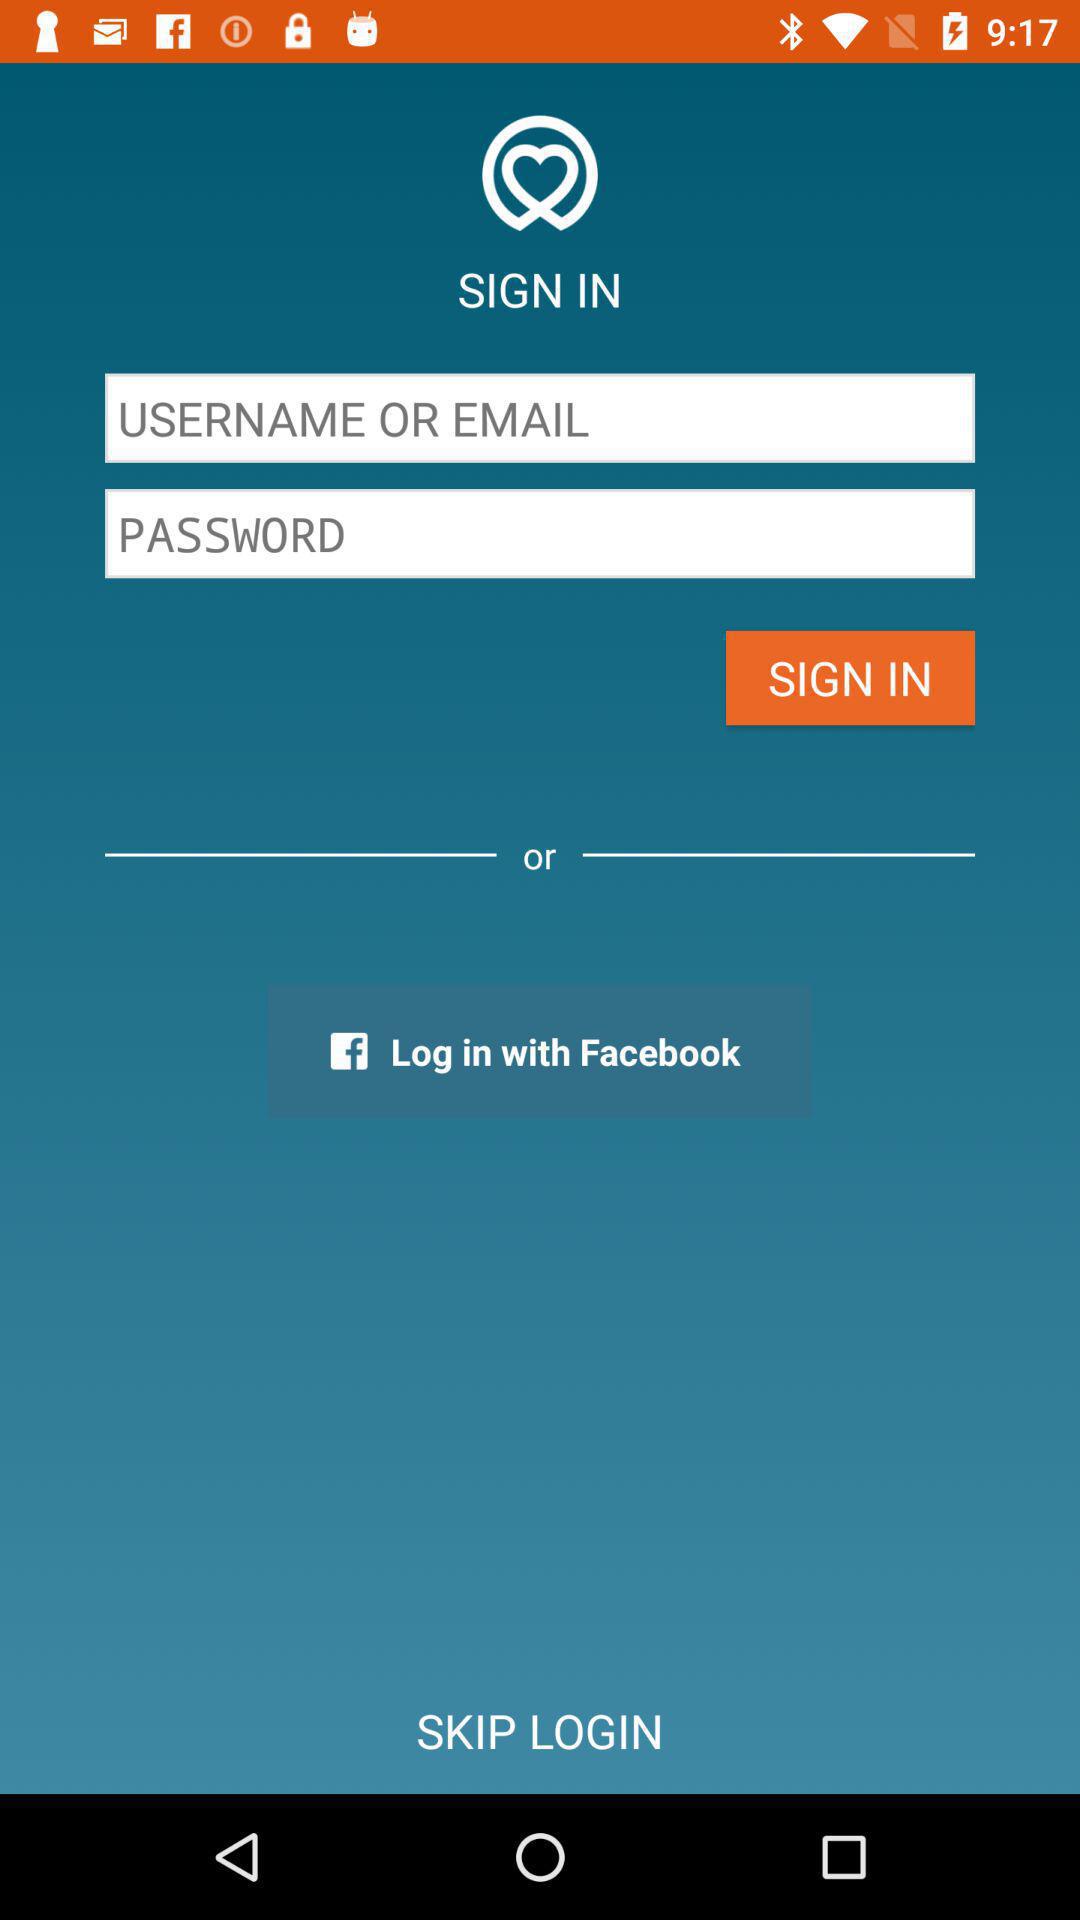 9:17
SIGN IN
USERNAME OR EMAIL
PASSWORD
SIGN IN
or
Log in with Facebook
SKIP LOGIN